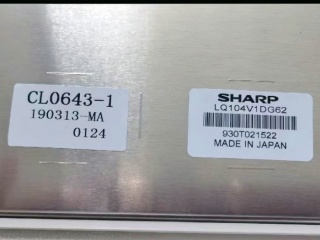 CL0643-1
190313-MA
0124
SHARP
LQ104V1DG62
930T021522
MADE IN JAPAN